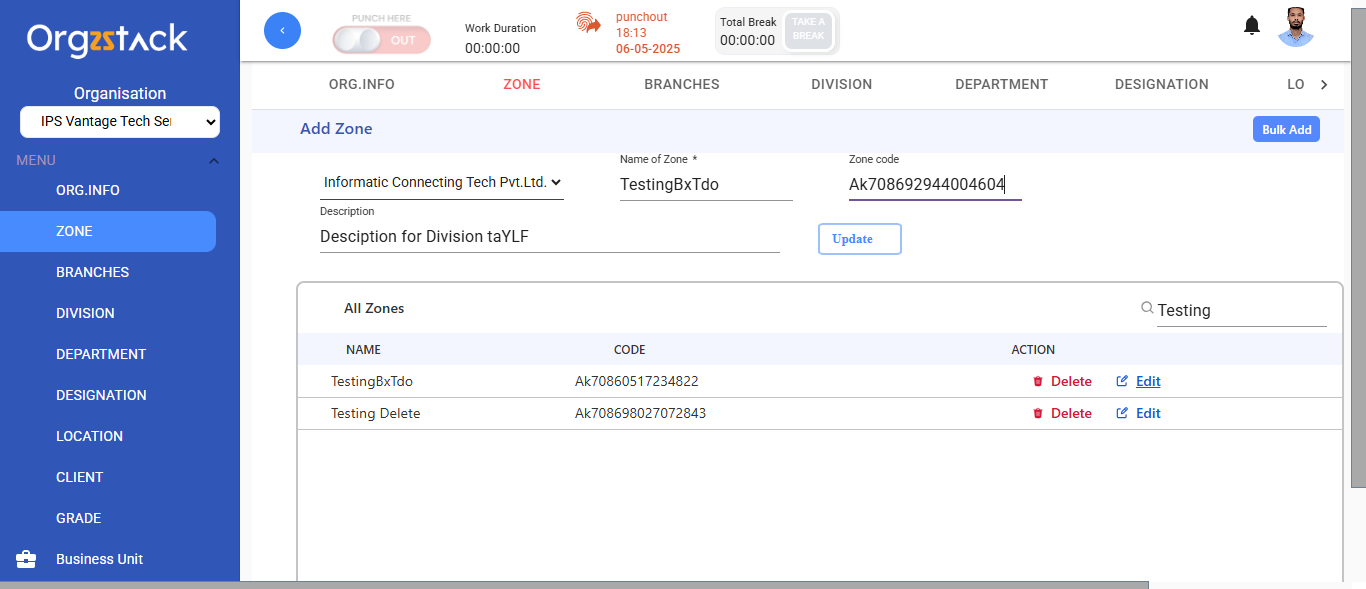 Orgzstack
Organisation
IPS Vantage Tech Ser
MENU
ORG.INFO
ZONE
BRANCHES
DIVISION
DEPARTMENT
DESIGNATION
LOCATION
CLIENT
GRADE
Business Unit
PUNCH HERE
OUT
Work Duration
00:00:00
punchout
18:13
06-05-2025
Total Break
00:00:00
TAKE A
BREAK
ORG.INFO ZONE BRANCHES DIVISION DEPARTMENT DESIGNATION LO
Add Zone
Bulk Add
Informatic Connecting Tech Pvt.Ltd.
Name of Zone *
TestingBxTdo
Zone code
Ak708692944004604
Description
Desciption for Division taYLF
Update
All Zones
Testing
NAME CODE ACTION
TestingBxTdo Ak70860517234822 Delete Edit
Testing Delete Ak708698027072843 Delete Edit